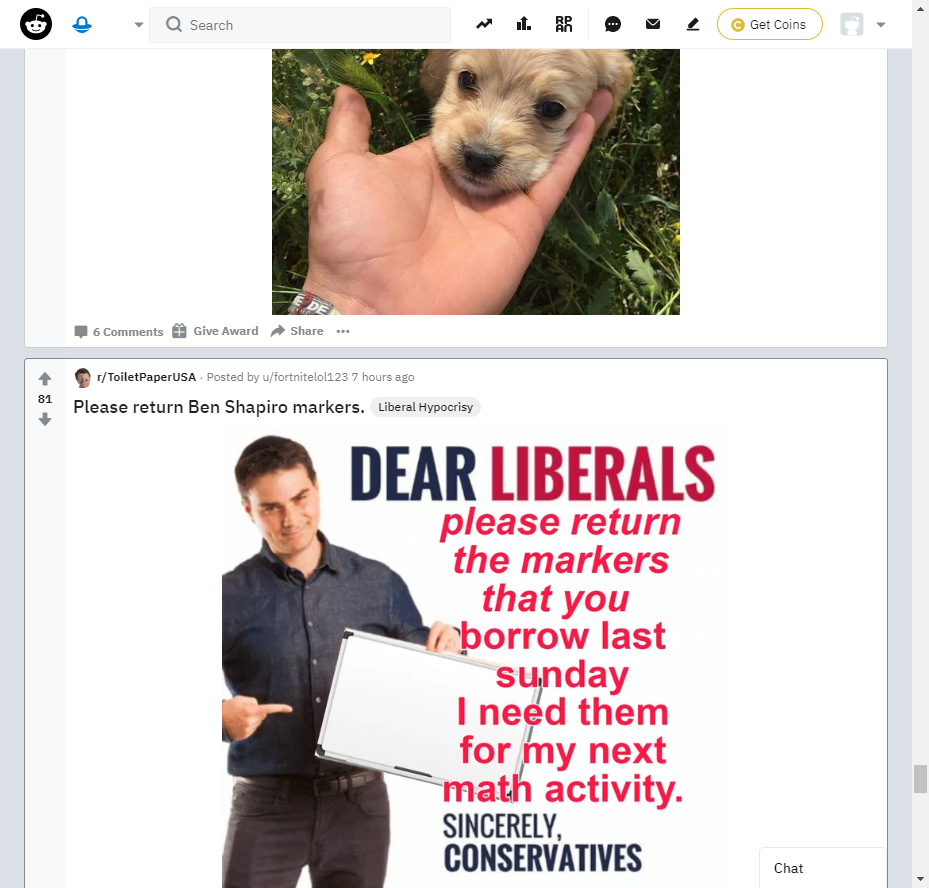 Search
Get Coins
6 Comments
Give Award
Share
r/ToiletPaperUSA · Posted by u/fortnitelol123 7 hours ago
81
Please return Ben Shapiro markers. Liberal Hypocrisy
DEAR LIBERALS
please return
the markers
that you
borrow last
sunday
I need them
for my next
math activity.
SINCERELY,
CONSERVATIVES
Chat